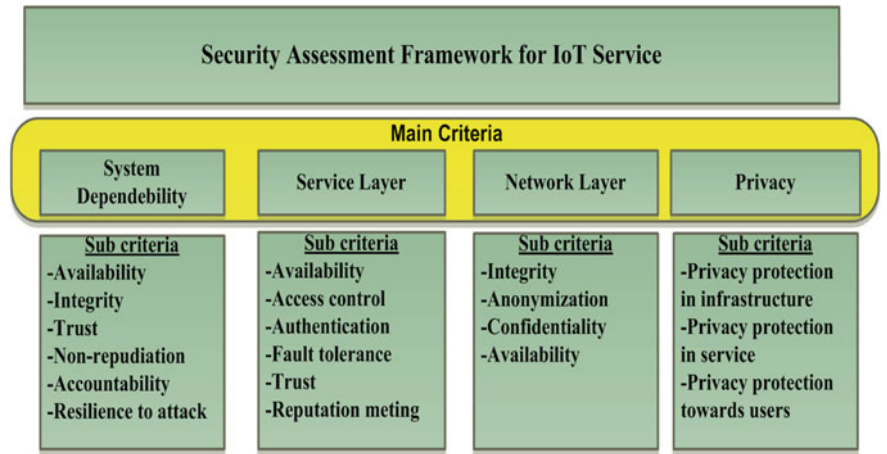 Security Assessment Framework for IoT Service
Main Criteria
System
Dependebility
Service Layer
Network Layer
Privacy
Sub criteria
-Availability
-Integrity
-Trust
-Non-repudiation
-Accountability
-Resilience to attack
Sub criteria
-Availability
-Access control
-Authentication
-Fault tolerance
-Trust
-Reputation meting
Sub criteria
-Integrity
-Anonymization
-Confidentiality
-Availability
Sub criteria
-Privacy protection
in infrastructure
-Privacy protection
in service
-Privacy protection
towards users